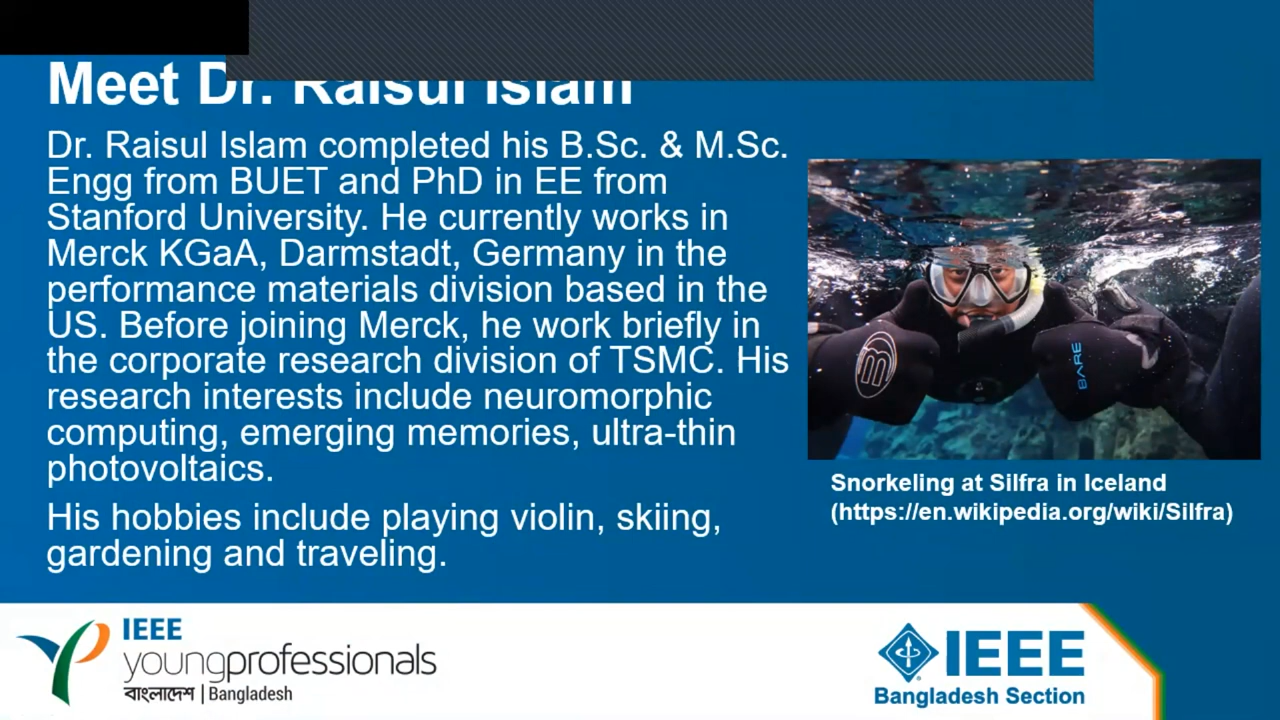 Meet Dr. Raisul Islam
Dr. Raisul Islam completed his B.Sc. & M.Sc.
Engg from BUET and PhD in EE from
Stanford University. He currently works in
Merck KGaA, Darmstadt, Germany in the
performance materials division based in the
US. Before joining Merck, he work briefly in
the corporate research division of TSMC. His
research interests include neuromorphic
computing, emerging memories, ultra-thin
photovoltaics.
His hobbies include playing violin, skiing,
gardening and traveling.
BARE
Snorkeling at Silfra in Iceland
(https://en.wikipedia.org/wiki/Silfra)
IEEE
youngprofessionals
বাংলাদেশ | Bangladesh
IEEE
Bangladesh Section